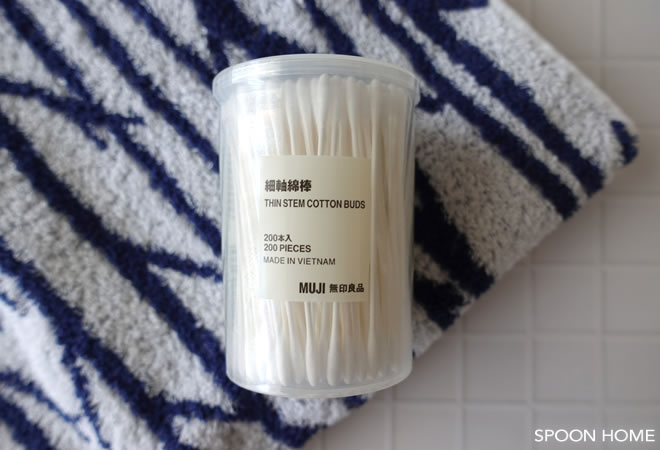 細軸綿棒
THIN STEM COTTON BUDS
200本入
200 PIECES
MADE IN VIETNAM
MUJI 無印良品
SPOON HOME